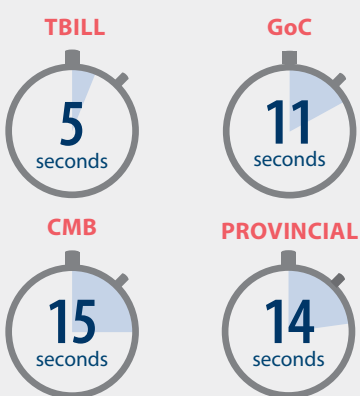 TBILL
5
seconds
GoC
11
seconds
CMB
15
seconds
PROVINCIAL
14
seconds